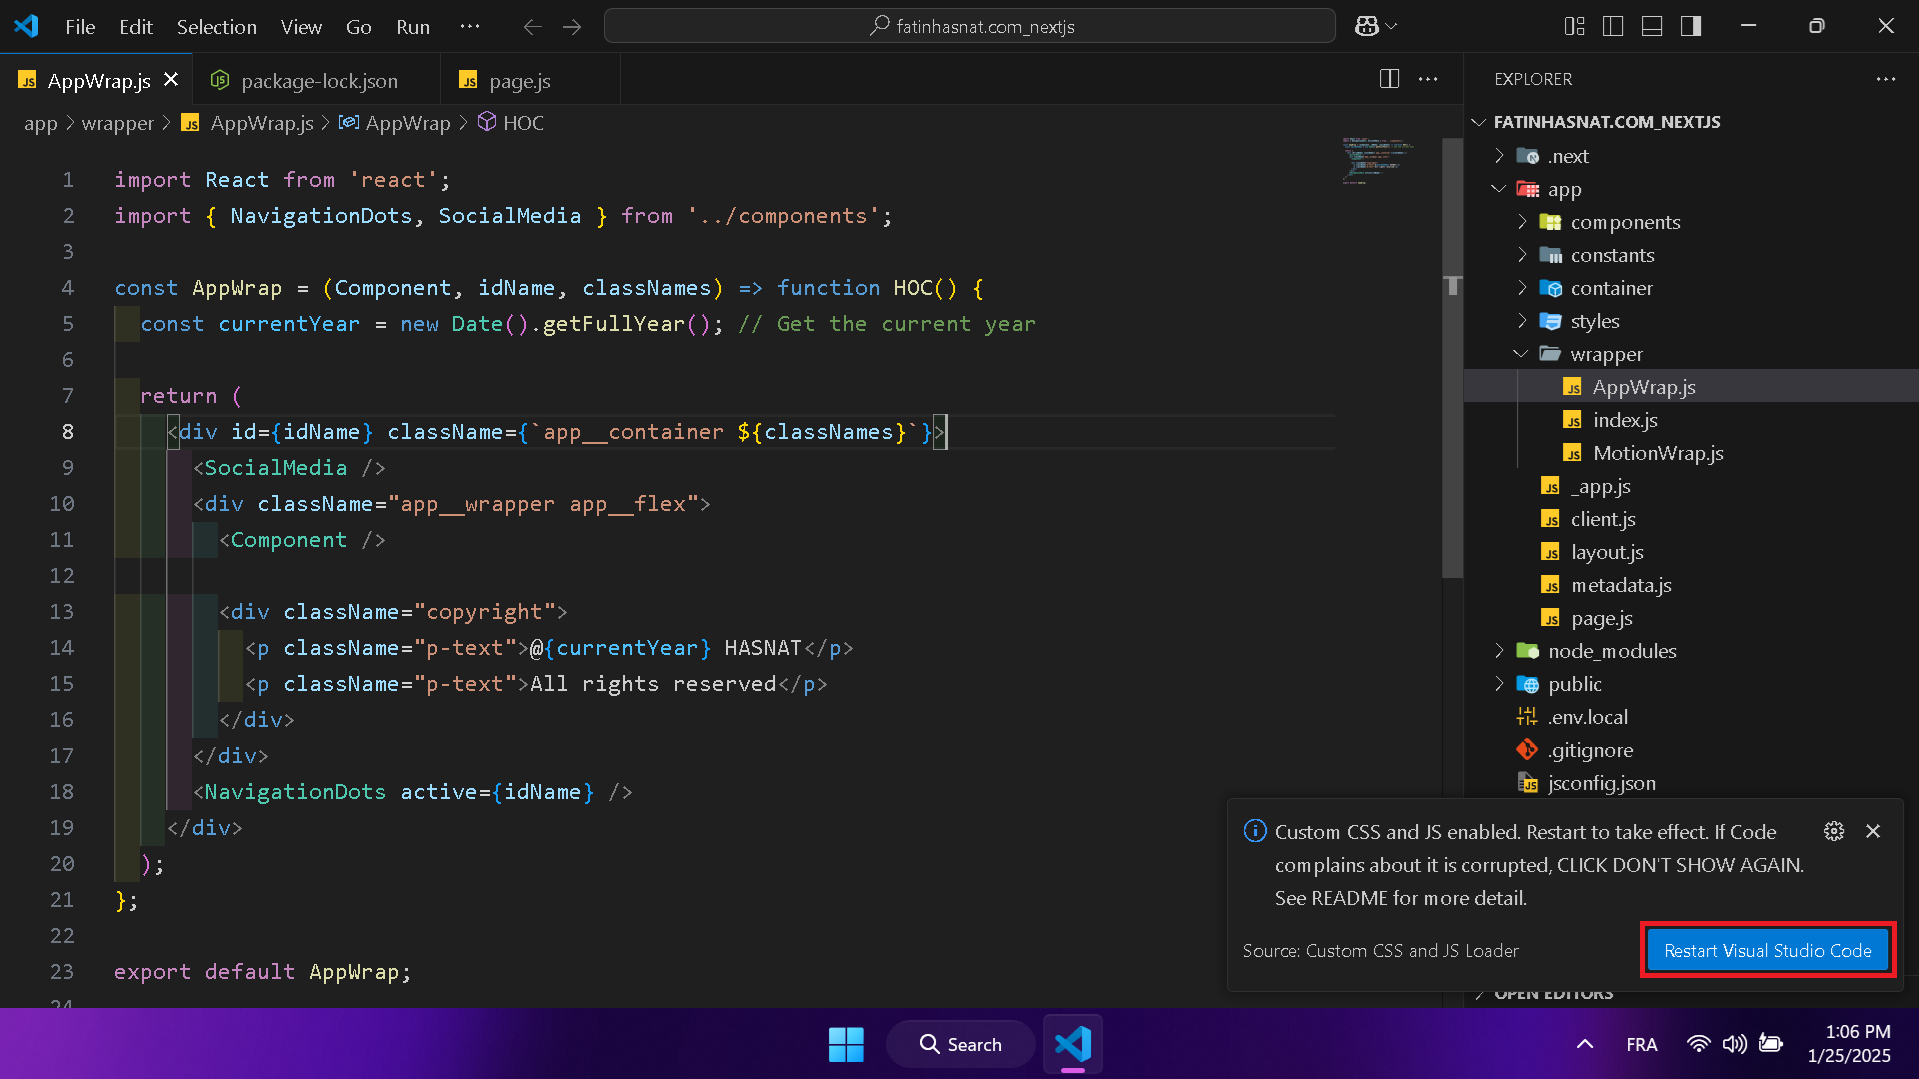 File Edit Selection View Go Run ···
fatinhasnat.com_nextjs
AppWrap.js
package-lock.json
page.js
app > wrapper > AppWrap.js > AppWrap > HOC
1 import React from 'react';
2 import { NavigationDots, SocialMedia } from '../components';
3
4 const AppWrap = (Component, idName, classNames) => function HOC() {
5 const currentYear = new Date().getFullYear(); // Get the current year
6
7 return (
8 <div id={idName} className={`app__container ${classNames}`}>
9 <SocialMedia />
10 <div className="app__wrapper app__flex">
11 <Component />
12
13 <div className="copyright">
14 <p className="p-text">@{currentYear} HASNAT</p>
15 <p className="p-text">All rights reserved</p>
16 </div>
17 </div>
18 <NavigationDots active={idName} />
19 </div>
20 );
21 };
22
23 export default AppWrap;
24
EXPLORER
FATINHASNAT.COM_NEXTJS
.next
app
components
constants
container
styles
wrapper
AppWrap.js
index.js
MotionWrap.js
_app.js
client.js
layout.js
metadata.js
page.js
node_modules
public
.env.local
.gitignore
jsconfig.json
Custom CSS and JS enabled. Restart to take effect. If Code
complains about it is corrupted, CLICK DON'T SHOW AGAIN.
See README for more detail.
Source: Custom CSS and JS Loader
Restart Visual Studio Code
OPEN EDITORS
Search
FRA
1:06 PM
1/25/2025